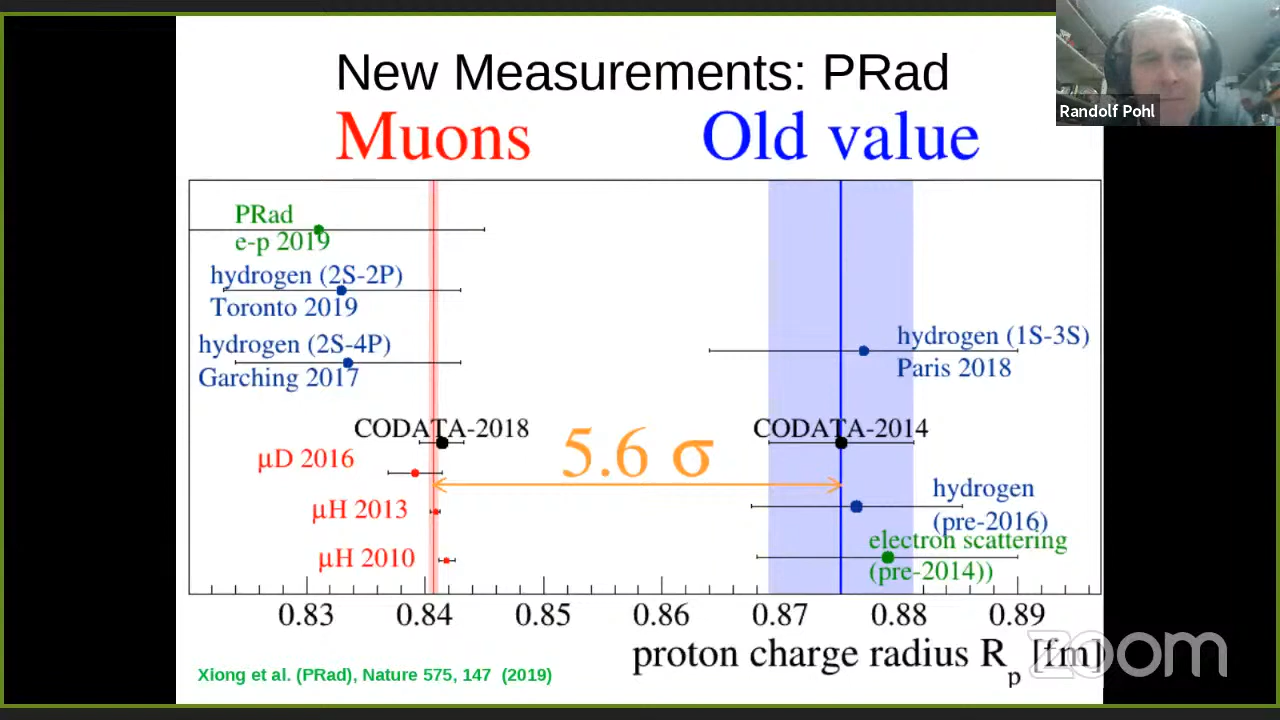 New Measurements: PRad
Randolf Pohl
Muons
Old value
PRad
e-p 2019
hydrogen (2S-2P)
Toronto 2019
hydrogen (1S-3S)
Paris 2018
hydrogen (2S-4P)
Garching 2017
CODATA-2018
5.6 σ
CODATA-2014
μD 2016
μH 2013
hydrogen
(pre-2016)
μH 2010
electron scattering
(pre-2014))
0.83 0.84 0.85 0.86 0.87 0.88 0.89
proton charge radius Rp [fm]
Xiong et al. (PRad), Nature 575, 147 (2019)
zoom